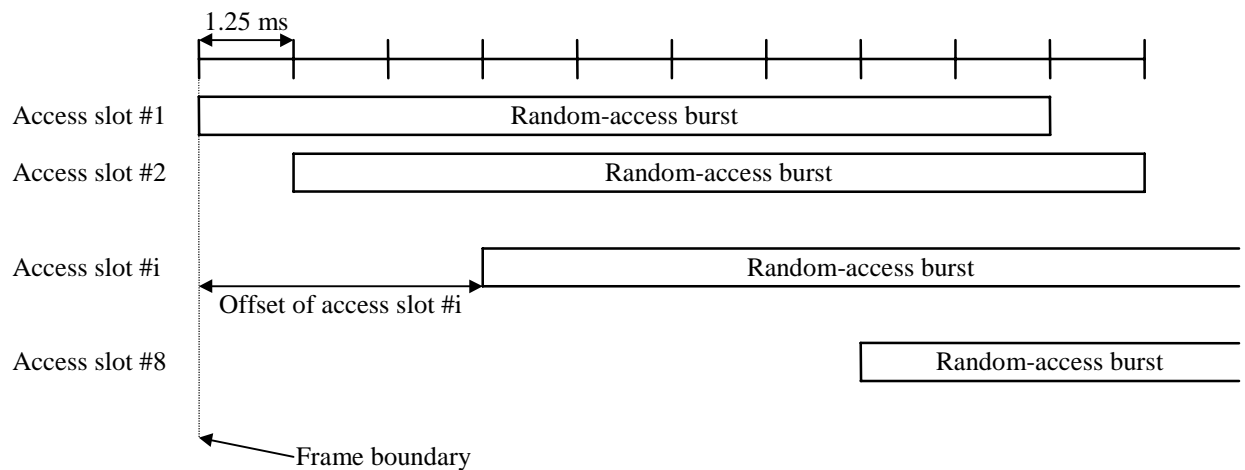 1.25 ms
Access slot #1
Random-access burst
Access slot #2
Random-access burst
Access slot #i
Random-access burst
Offset of access slot #i
Access slot #8
Random-access burst
Frame boundary